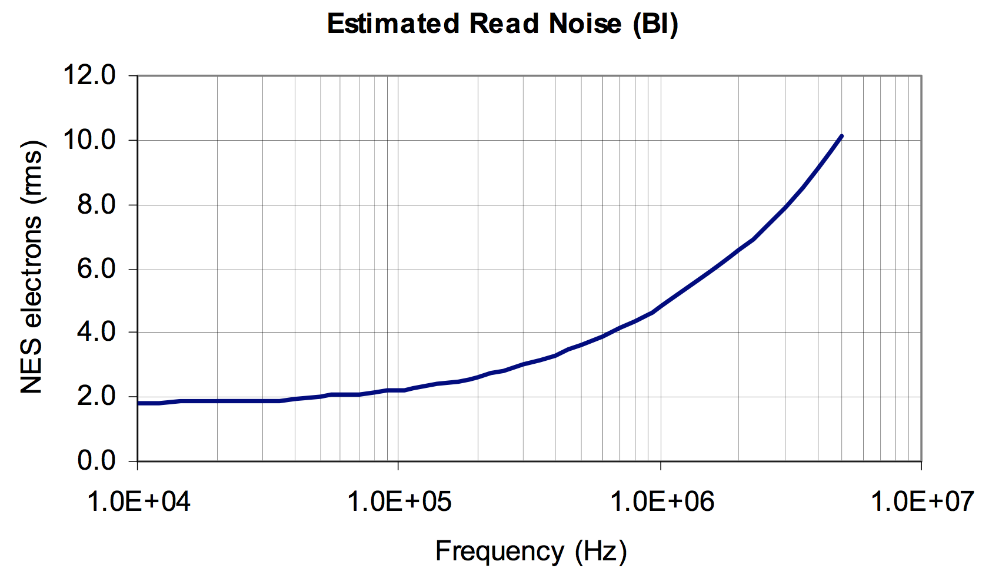 Estimated Read Noise (BI)
12.0
10.0
8.0
6.0
4.0
2.0
0.0
NES electrons (rms)
1.0E+04 1.0E+05 1.0E+06 1.0E+07
Frequency (Hz)